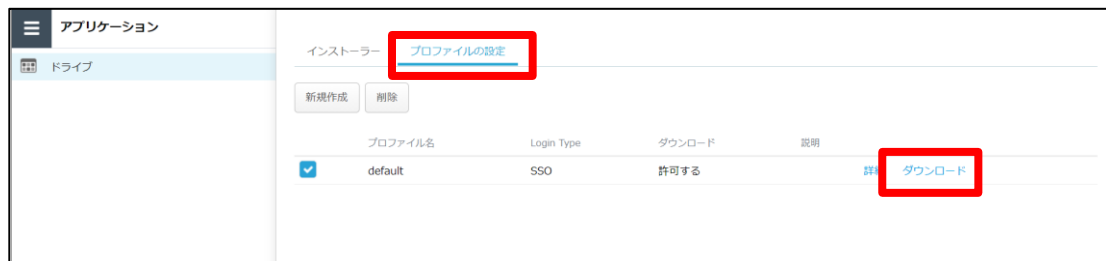 アプリケーション
ドライブ
インストーラー プロファイルの設定
新規作成 削除
プロファイル名 Login Type ダウンロード 説明
default SSO 許可する 詳細 ダウンロード